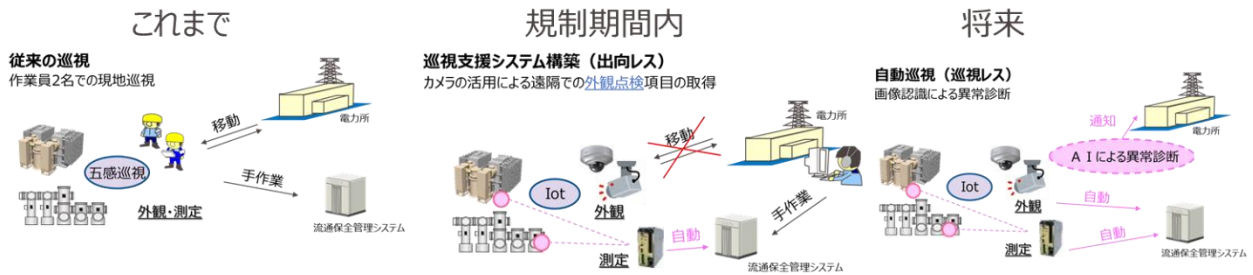 これまで
従来の巡視
作業員2名での現地巡視
電力所
移動
五感巡視
手作業
外観・測定
流通保全管理システム
規制期間内
巡視支援システム構築（出向レス）
カメラの活用による遠隔での外観点検項目の取得
電力所
移動
Iot
外観
手作業
自動
測定
流通保全管理システム
将来
自動巡視（巡視レス）
画像認識による異常診断
通知
電力所
ＡＩによる異常診断
Iot
外観
自動
自動
測定
流通保全管理システム